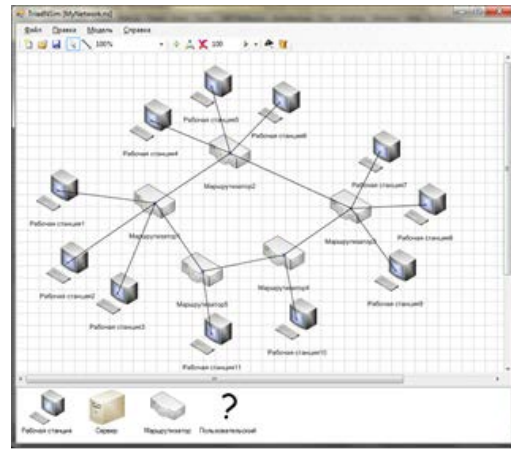 TriadNSim [MyNetwork.ns]
Файл Правка Модель Справка
100% 100
Рабочая станция5
Рабочая станция6
Рабочая станция4
Рабочая станция7
Маршрутизатор2
Рабочая станция1
Рабочая станция8
Маршрутизатор1
Маршрутизатор3
Рабочая станция2
Маршрутизатор4
Рабочая станция3
Маршрутизатор5
Рабочая станция9
Рабочая станция10
Рабочая станция11
Рабочая станция Сервер Маршрутизатор Пользовательский
?